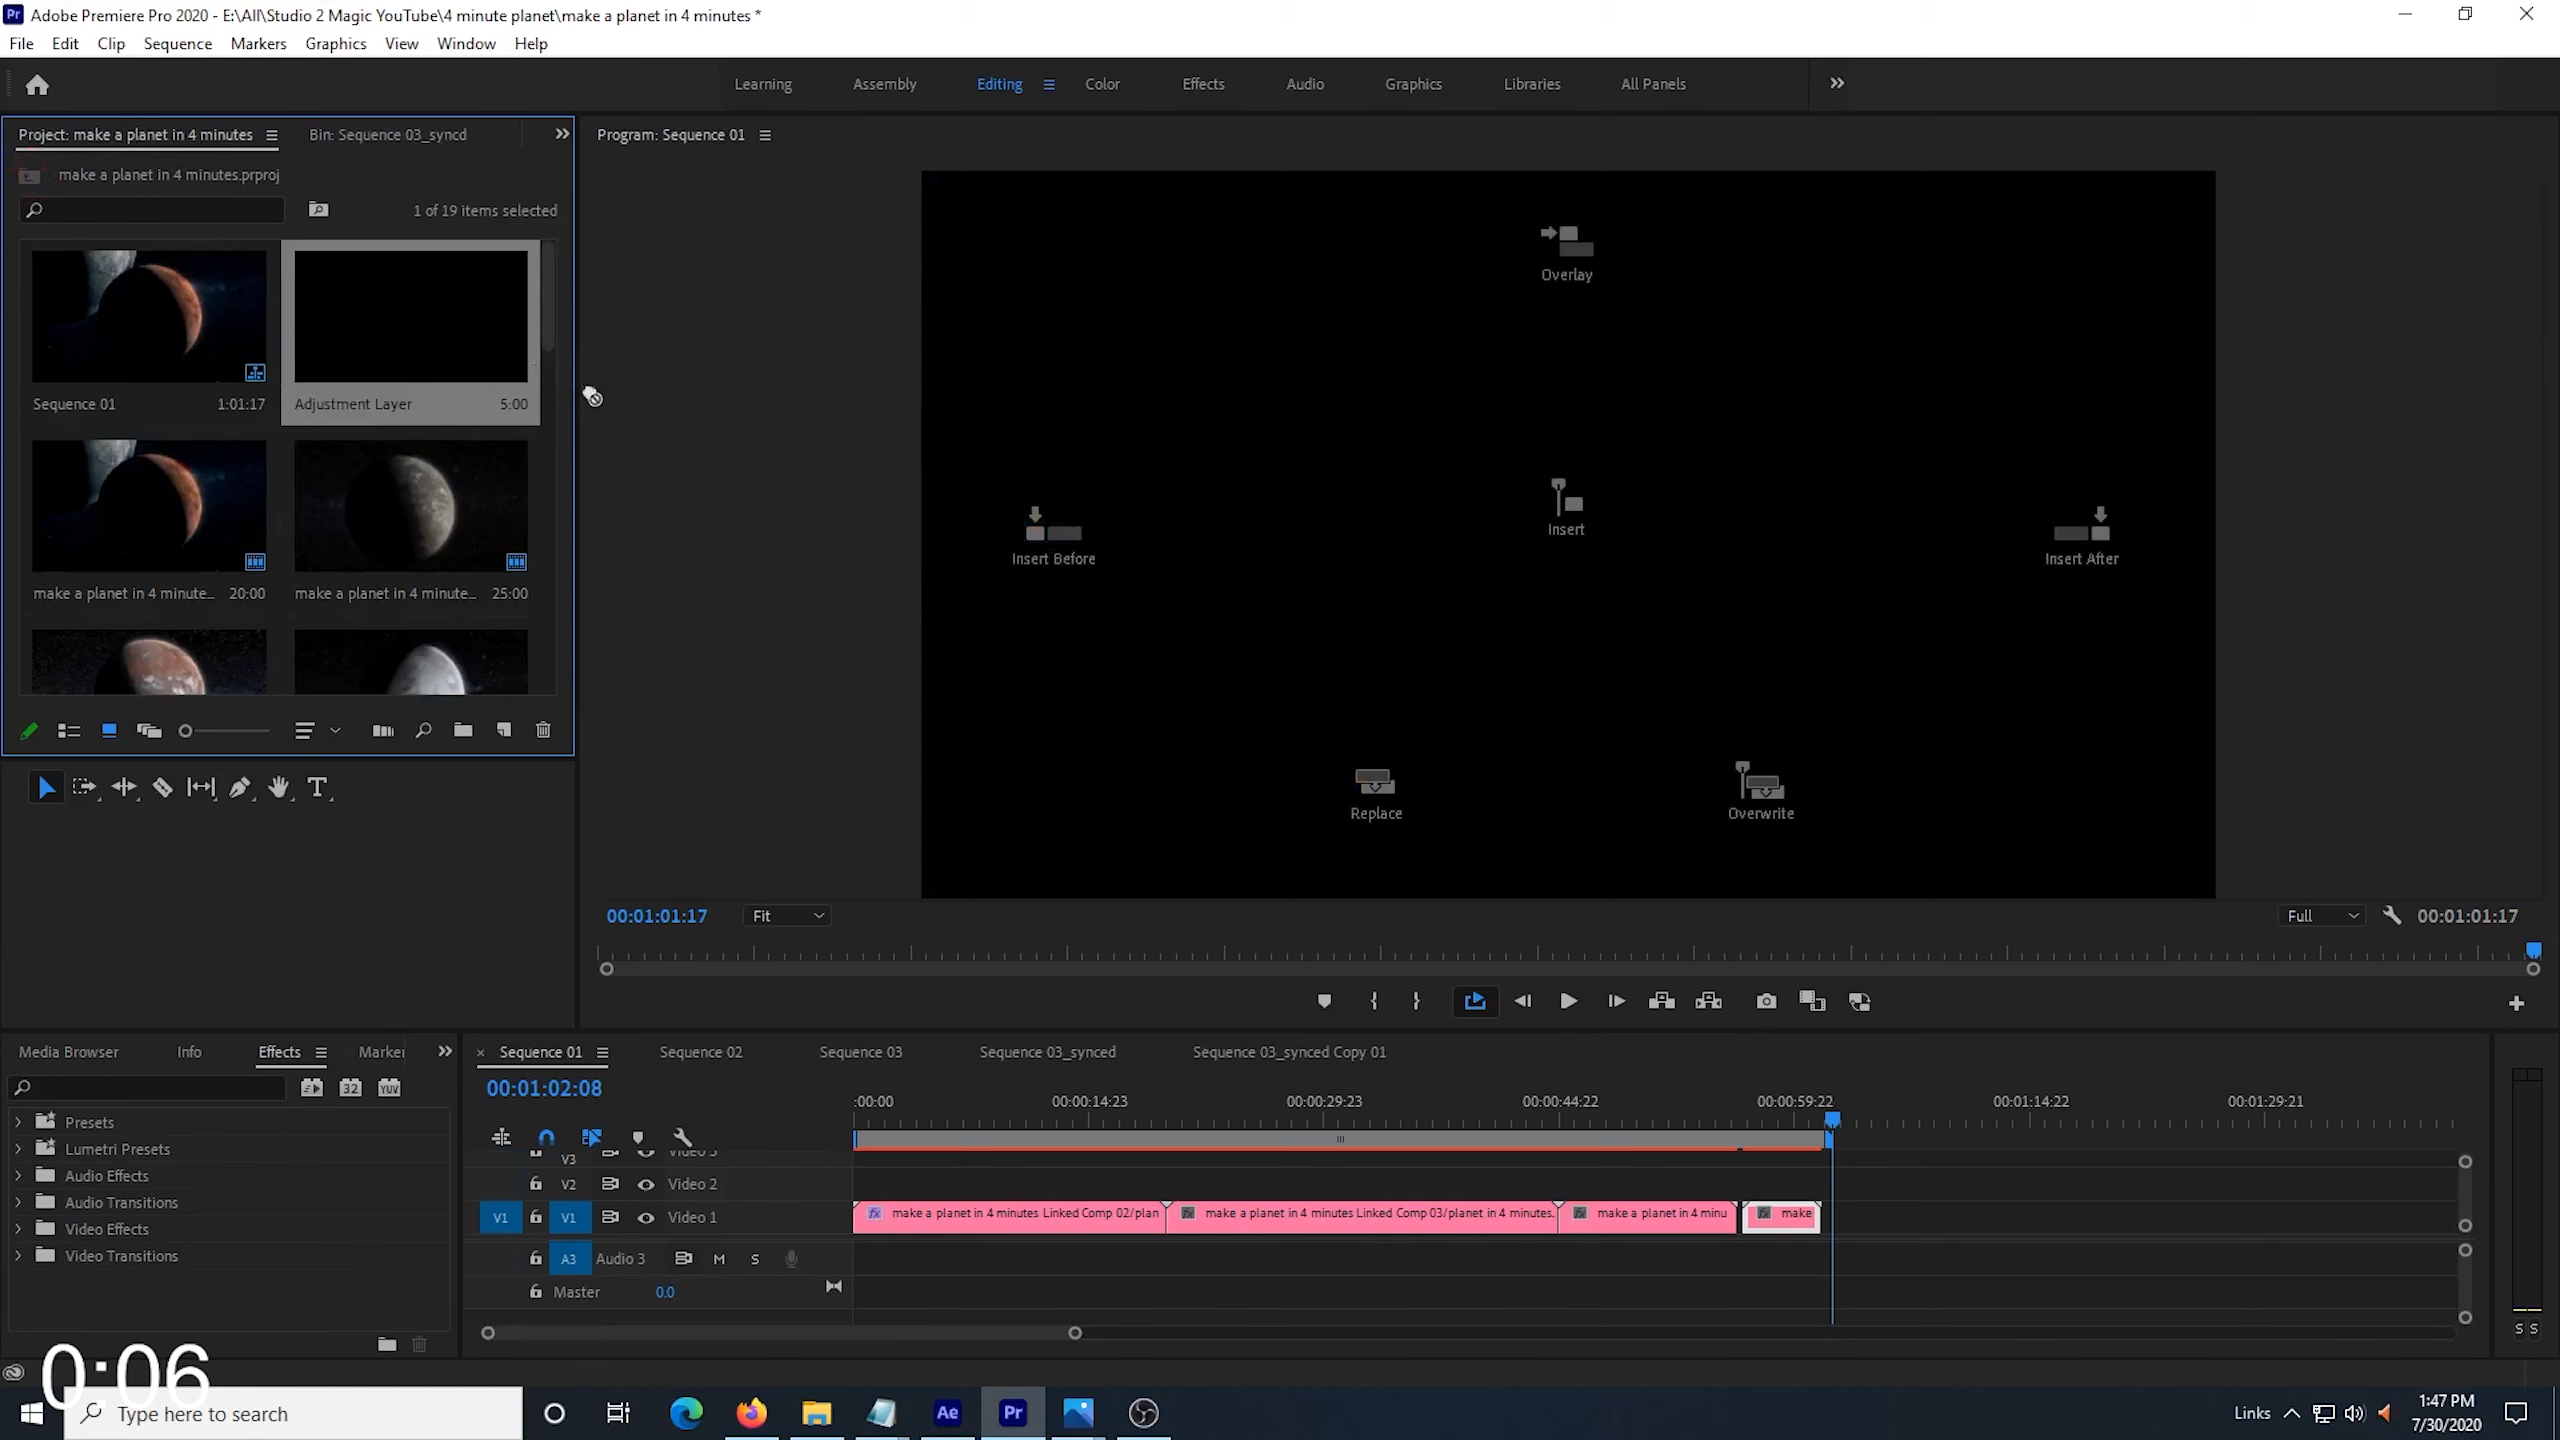 Adobe Premiere Pro 2020 - E:\All\Studio 2 Magic YouTube\4 minute planet\make a planet in 4 minutes *
File Edit Clip Sequence Markers Graphics View Window Help
Learning Assembly Editing Color Effects Audio Graphics Libraries All Panels
Project: make a planet in 4 minutes Bin: Sequence 03_syncd
Program: Sequence 01
make a planet in 4 minutes.prproj
1 of 19 items selected
Sequence 01 1:01:17
Adjustment Layer 5:00
make a planet in 4 minute... 20:00
make a planet in 4 minute... 25:00
Overlay
Insert
Insert Before
Insert After
Replace
Overwrite
00:01:01:17 Fit Full 00:01:01:17
Media Browser Info Effects Marker
Presets
Lumetri Presets
Audio Effects
Audio Transitions
Video Effects
Video Transitions
Sequence 01 Sequence 02 Sequence 03 Sequence 03_synced Sequence 03_synced Copy 01
00:01:02:08
:00:00 00:00:14:23 00:00:29:23 00:00:44:22 00:00:59:22 00:01:14:22 00:01:29:21
V3 Video 3
V2 Video 2
V1 V1 Video 1
make a planet in 4 minutes Linked Comp 02/plan
make a planet in 4 minutes Linked Comp 03/planet in 4 minutes.
make a planet in 4 minu
make
A3 Audio 3 M S
Master 0.0
S S
0:06
Type here to search
Ae
Pr
Links
1:47 PM
7/30/2020